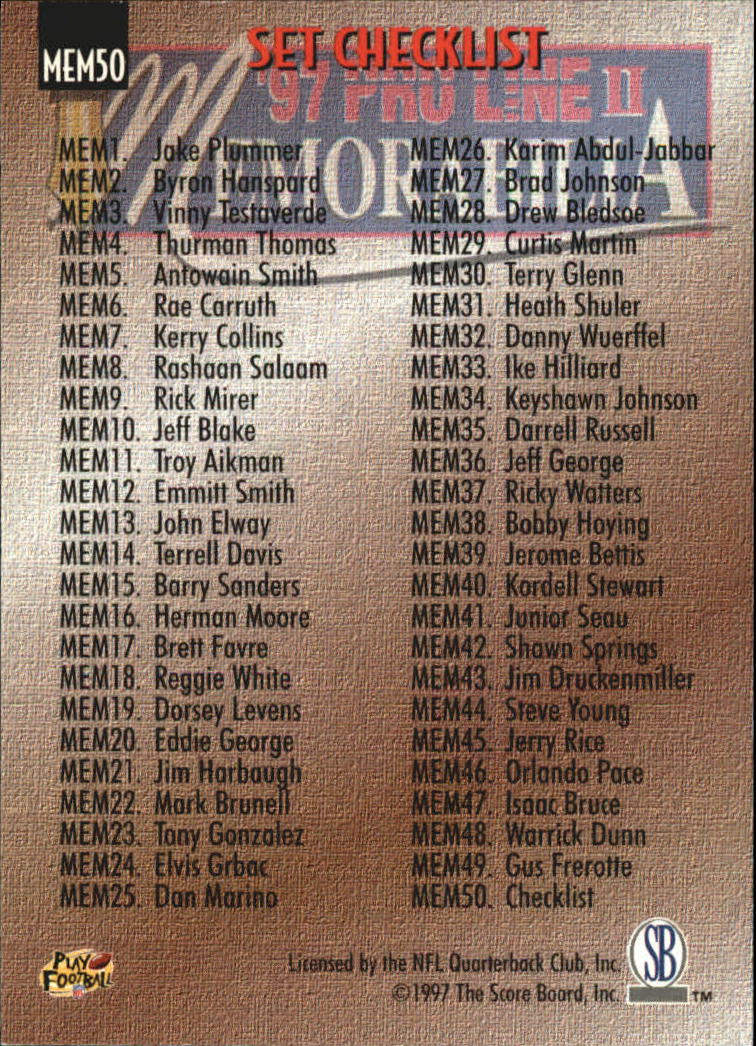 MEM50
SET CHECKLIST
'97 PRO LINE II
MEMORABILIA
MEM1. Jake Plummer
MEM2. Byron Hanspard
MEM3. Vinny Testaverde
MEM4. Thurman Thomas
MEM5. Antowain Smith
MEM6. Rae Carruth
MEM7. Kerry Collins
MEM8. Rashaan Salaam
MEM9. Rick Mirer
MEM10. Jeff Blake
MEM11. Troy Aikman
MEM12. Emmitt Smith
MEM13. John Elway
MEM14. Terrell Davis
MEM15. Barry Sanders
MEM16. Herman Moore
MEM17. Brett Favre
MEM18. Reggie White
MEM19. Dorsey Levens
MEM20. Eddie George
MEM21. Jim Harbaugh
MEM22. Mark Brunell
MEM23. Tony Gonzalez
MEM24. Elvis Grbac
MEM25. Dan Marino
MEM26. Karim Abdul-Jabbar
MEM27. Brad Johnson
MEM28. Drew Bledsoe
MEM29. Curtis Martin
MEM30. Terry Glenn
MEM31. Heath Shuler
MEM32. Danny Wuerffel
MEM33. Ike Hilliard
MEM34. Keyshawn Johnson
MEM35. Darrell Russell
MEM36. Jeff George
MEM37. Ricky Watters
MEM38. Bobby Hoying
MEM39. Jerome Bettis
MEM40. Kordell Stewart
MEM41. Junior Seau
MEM42. Shawn Springs
MEM43. Jim Druckenmiller
MEM44. Steve Young
MEM45. Jerry Rice
MEM46. Orlando Pace
MEM47. Isaac Bruce
MEM48. Warrick Dunn
MEM49. Gus Frerotte
MEM50. Checklist
PLAY
FOOTBALL
Licensed by the NFL Quarterback Club, Inc.
©1997 The Score Board, Inc.
SB
TM